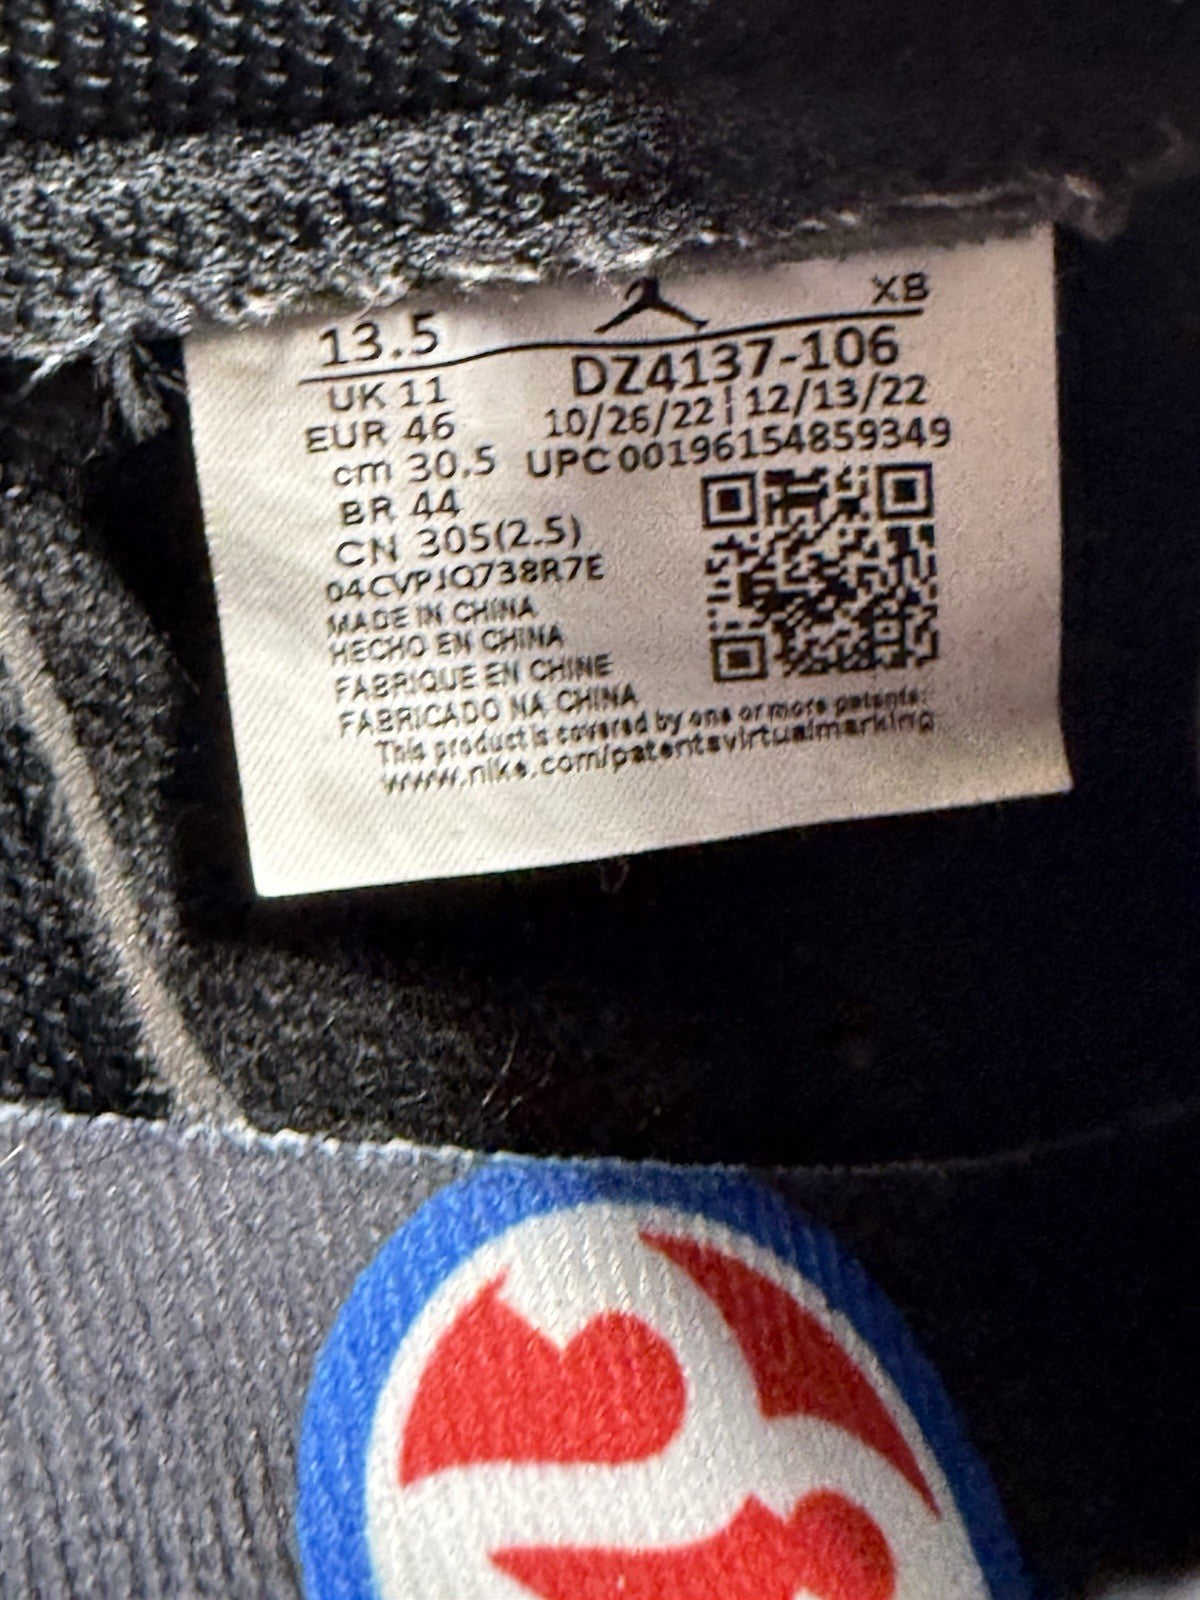 13.5 XB
UK 11 DZ4137-106
EUR 46 10/26/22 | 12/13/22
cm 30.5 UPC 00196154859349
BR 44
CN 305(2.5)
04CVPJQ738R7E
MADE IN CHINA
HECHO EN CHINA
FABRIQUE EN CHINE
FABRICADO NA CHINA
This product is covered by one or more patents:
www.nike.com/patentsvirtualmarking